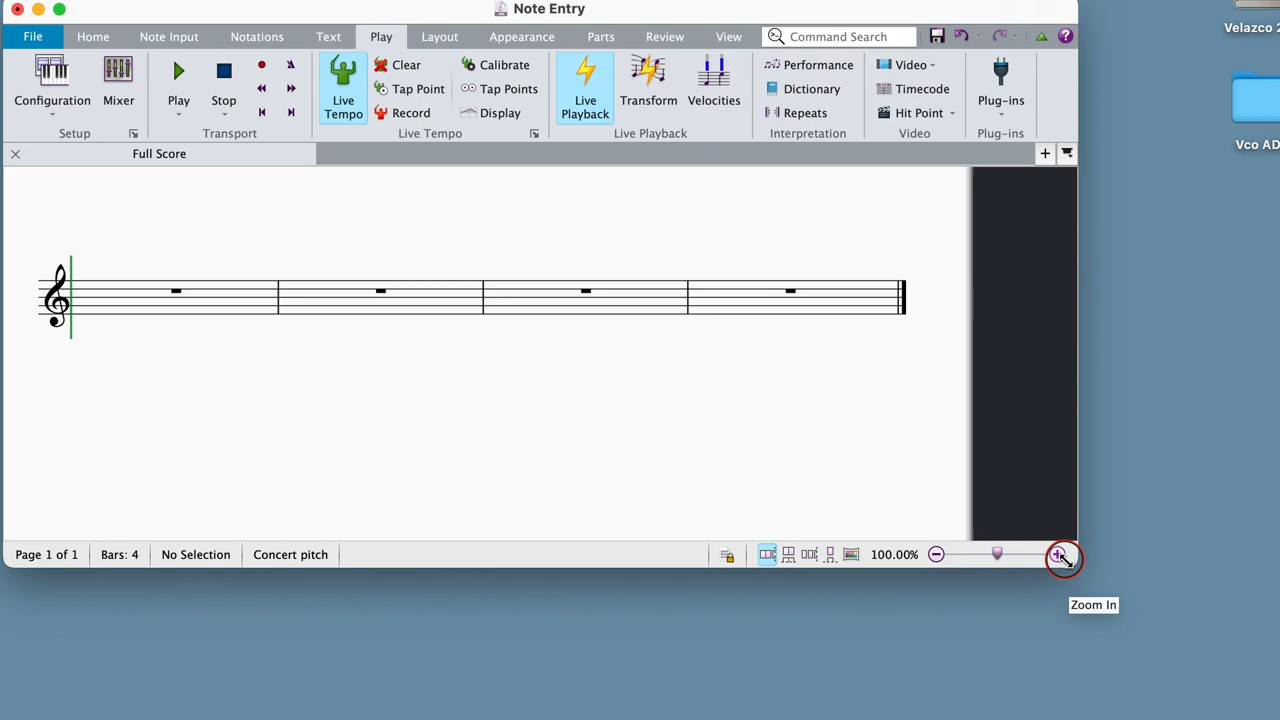 Note Entry
File Home Note Input Notations Text Play Layout Appearance Parts Review View Command Search
Configuration Mixer Play Stop Live Tempo Clear Tap Point Record Calibrate Tap Points Display Live Playback Transform Velocities Performance Dictionary Repeats Video Timecode Hit Point Plug-ins
Setup Transport Live Tempo Live Playback Interpretation Video Plug-ins
Full Score
Page 1 of 1 Bars: 4 No Selection Concert pitch 100.00%
Zoom In
Velazco 2
Vco AD